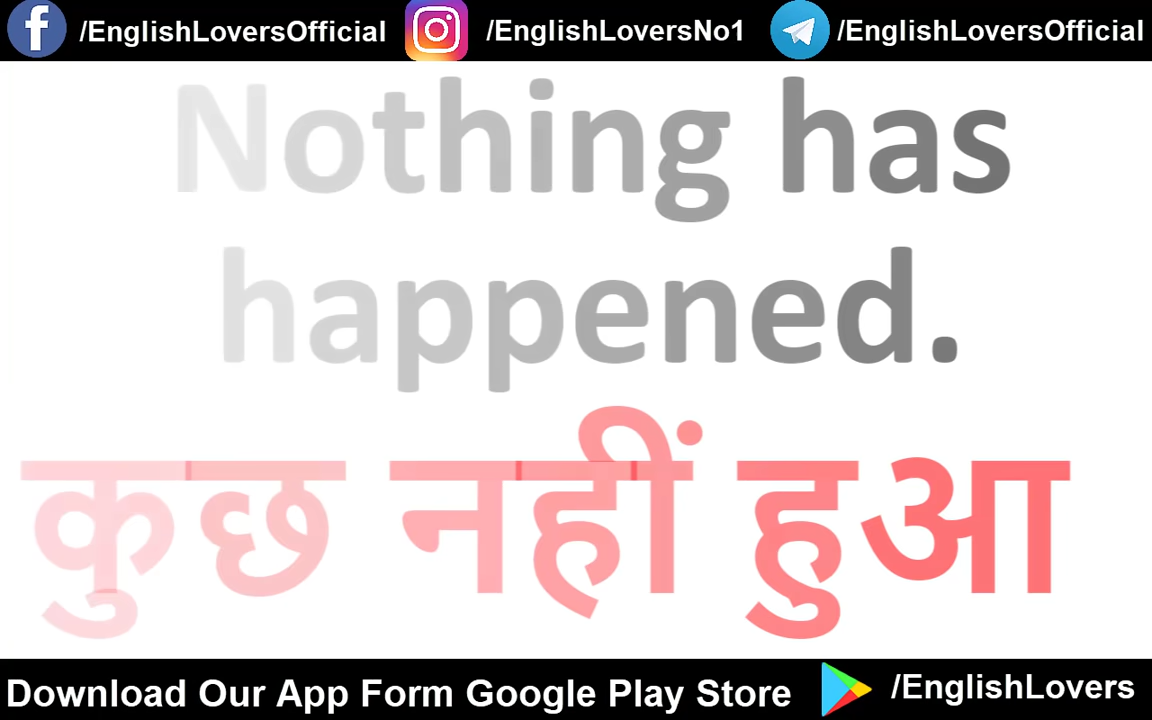 /EnglishLoversOfficial /EnglishLoversNo1 /EnglishLoversOfficial
Nothing has
happened.
कुछ नहीं हुआ
Download Our App Form Google Play Store /EnglishLovers